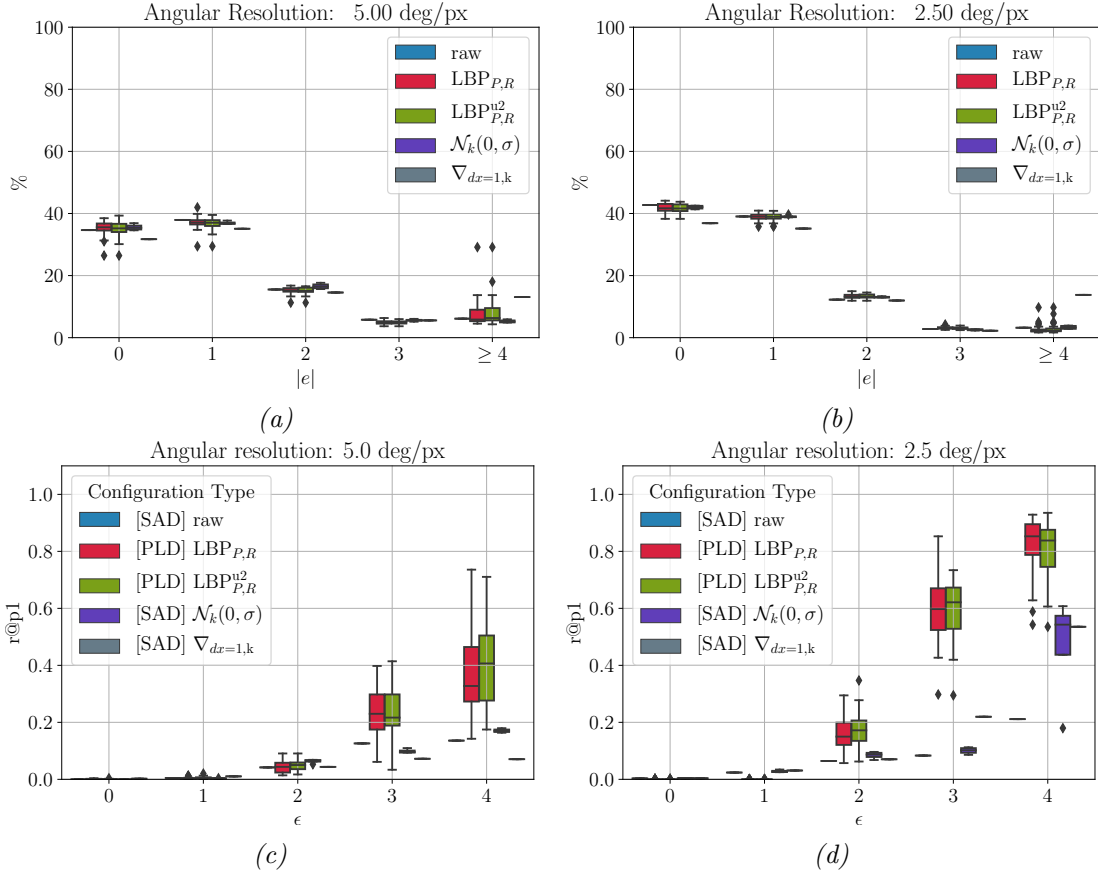 Angular Resolution: 5.00 deg/px
100
80
60
40
20
0
%
raw
LBP_{P,R}
LBP^{u2}_{P,R}
𝒩_k(0, σ)
∇_{dx=1,k}
0 1 2 3 ≥ 4
|e|
(a)
Angular Resolution: 2.50 deg/px
100
80
60
40
20
0
%
raw
LBP_{P,R}
LBP^{u2}_{P,R}
𝒩_k(0, σ)
∇_{dx=1,k}
0 1 2 3 ≥ 4
|e|
(b)
Angular resolution: 5.0 deg/px
1.0
0.8
0.6
0.4
0.2
0.0
r@p1
Configuration Type
[SAD] raw
[PLD] LBP_{P,R}
[PLD] LBP^{u2}_{P,R}
[SAD] 𝒩_k(0, σ)
[SAD] ∇_{dx=1,k}
0 1 2 3 4
ϵ
(c)
Angular resolution: 2.5 deg/px
1.0
0.8
0.6
0.4
0.2
0.0
r@p1
Configuration Type
[SAD] raw
[PLD] LBP_{P,R}
[PLD] LBP^{u2}_{P,R}
[SAD] 𝒩_k(0, σ)
[SAD] ∇_{dx=1,k}
0 1 2 3 4
ϵ
(d)